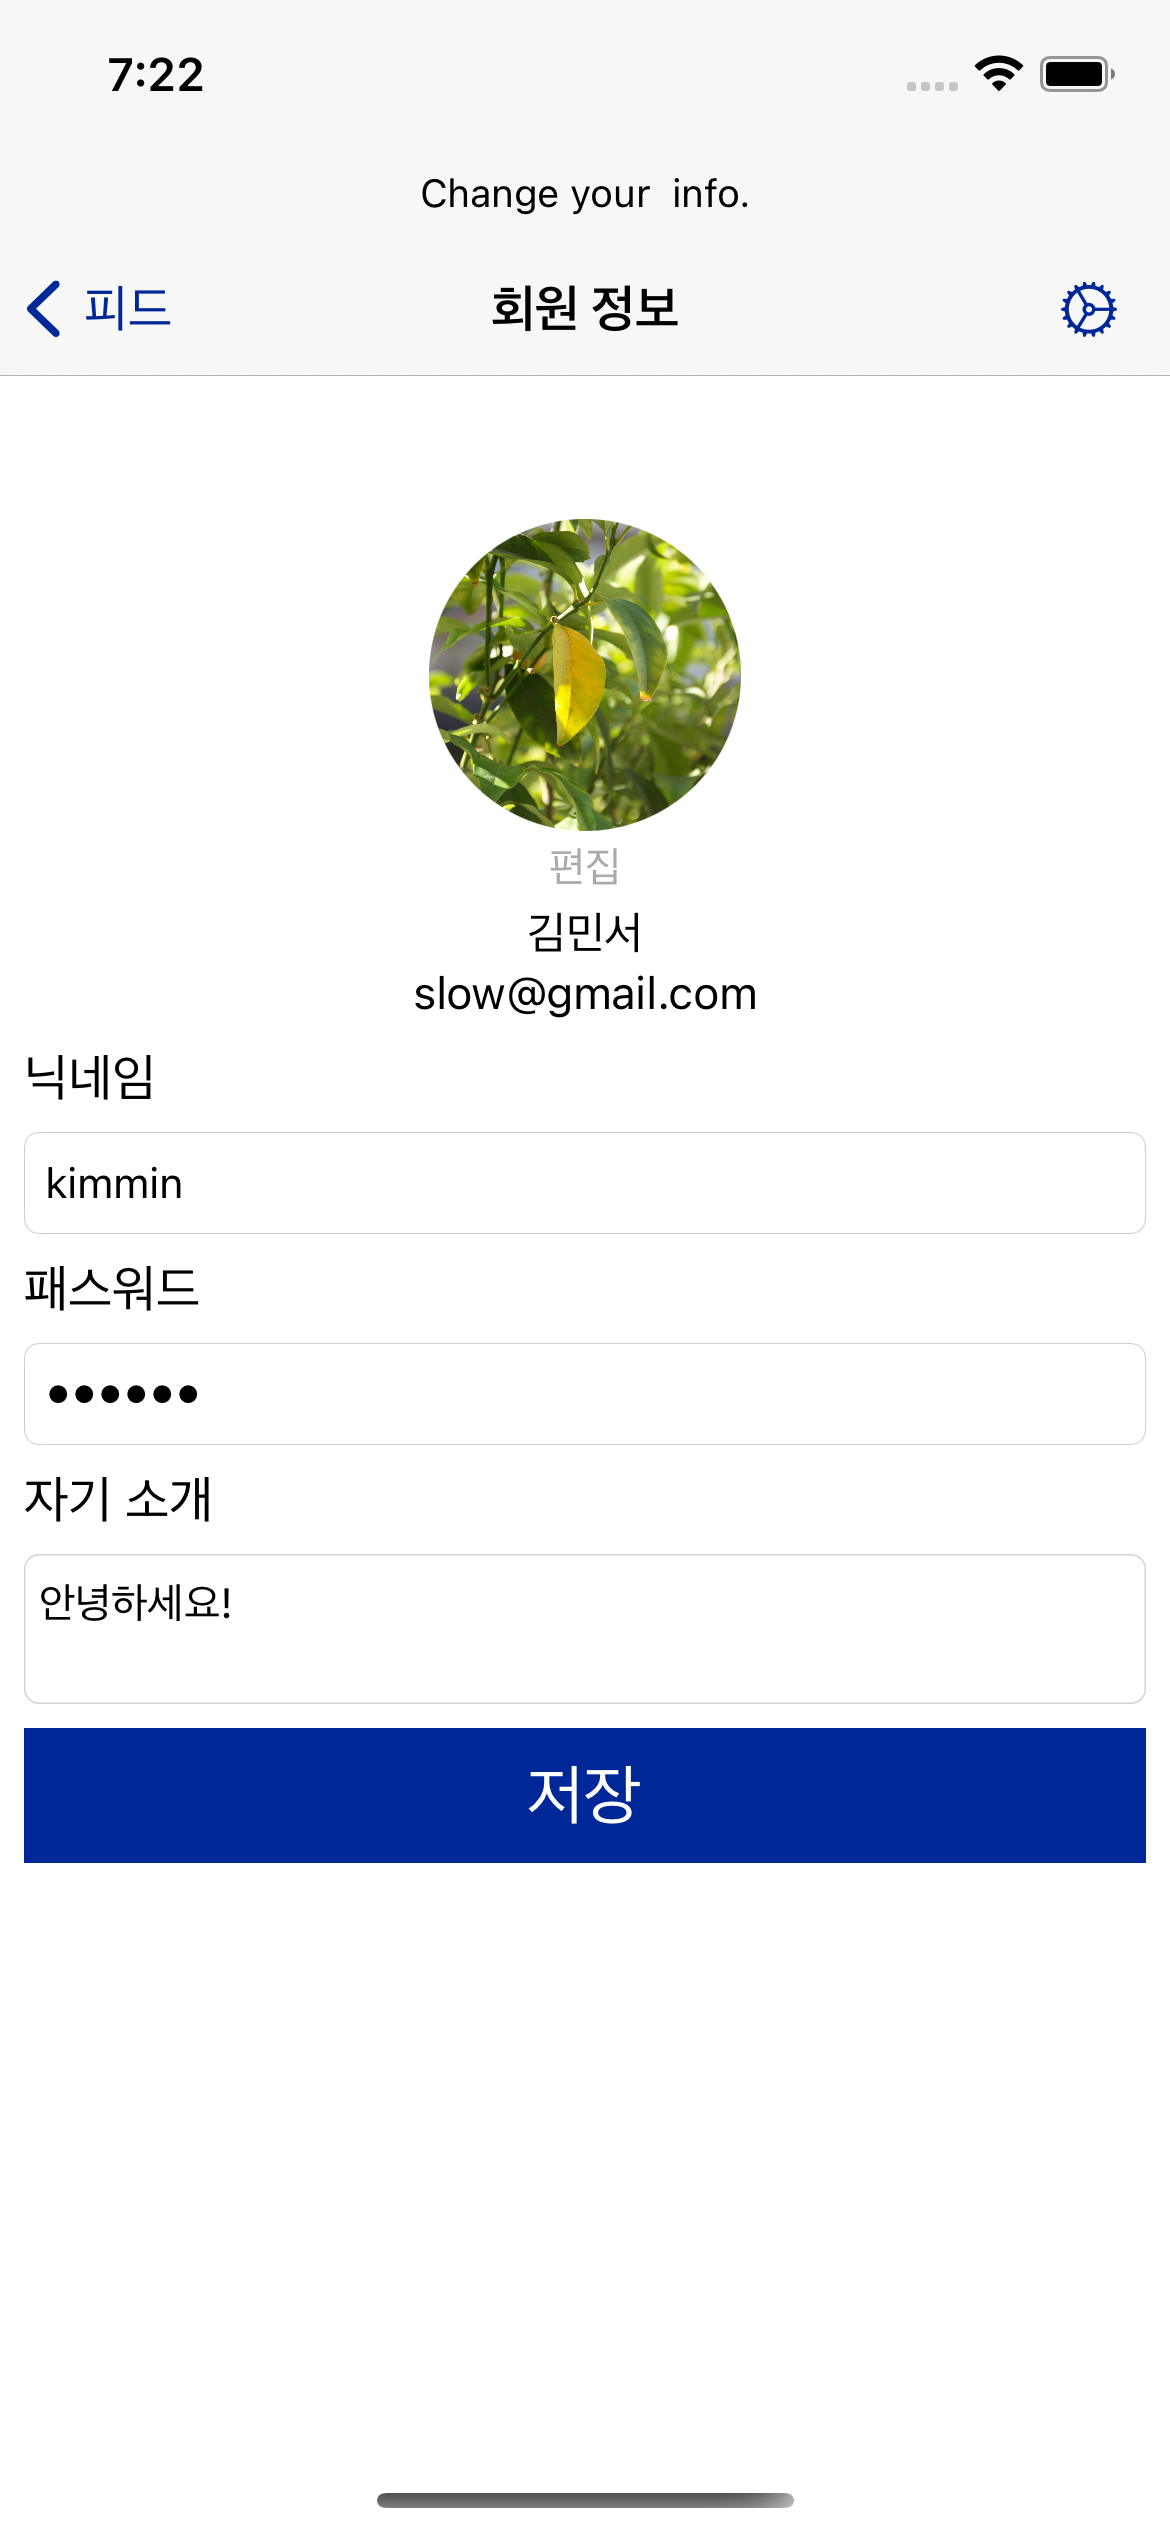 7:22
Change your  info.
피드 회원 정보
편집
김민서
slow@gmail.com
닉네임
kimmin
패스워드
••••••
자기 소개
안녕하세요!
저장